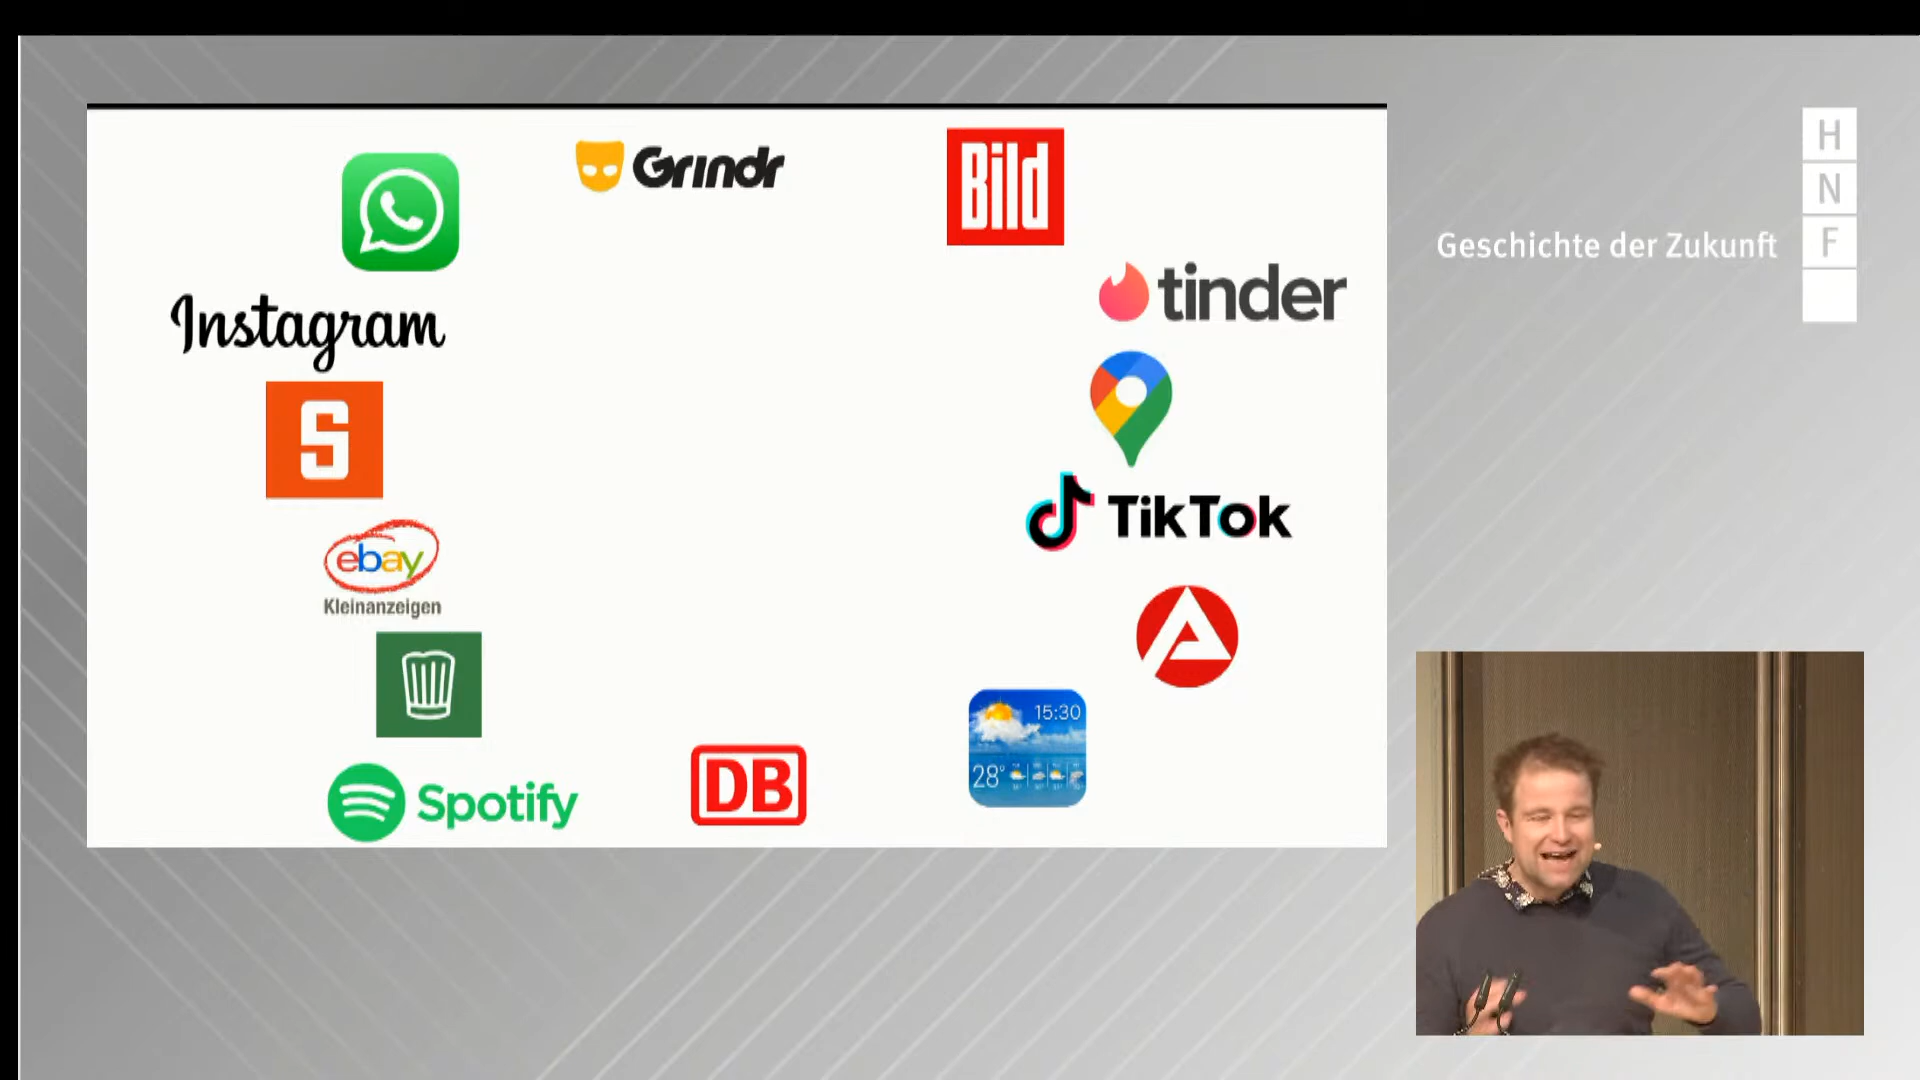 Grindr
Bild
Instagram
tinder
S
TikTok
ebay
Kleinanzeigen
15:30
28°
Spotify
DB
Geschichte der Zukunft
H
N
F